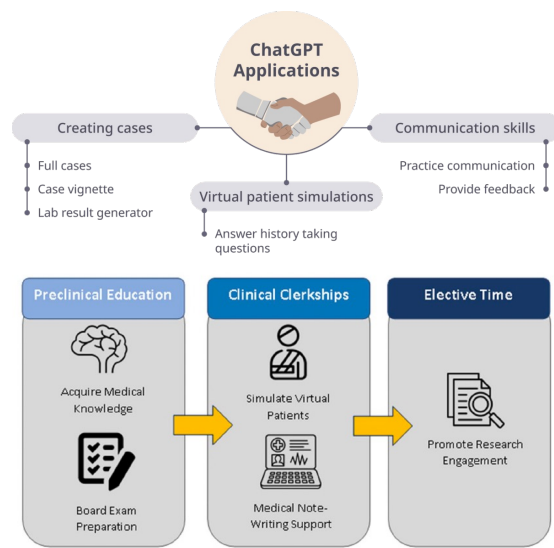 ChatGPT
Applications
Creating cases
Full cases
Case vignette
Lab result generator
Virtual patient simulations
Answer history taking
questions
Communication skills
Practice communication
Provide feedback
Preclinical Education
Acquire Medical
Knowledge
Board Exam
Preparation
Clinical Clerkships
Simulate Virtual
Patients
Medical Note-
Writing Support
Elective Time
Promote Research
Engagement